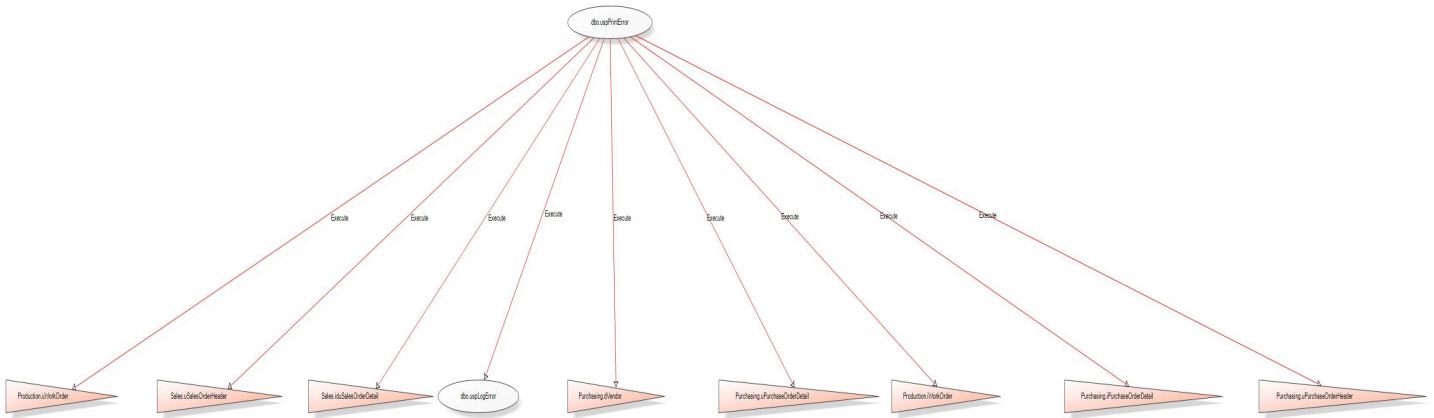 dbo.uspPrintError
Execute
Execute
Execute
Execute
Execute
Execute
Execute
Execute
Execute
Production.uWorkOrder
Sales.uSalesOrderHeader
Sales.iduSalesOrderDetail
dbo.uspLogError
Purchasing.dVendor
Purchasing.uPurchaseOrderDetail
Production.iWorkOrder
Purchasing.iPurchaseOrderDetail
Purchasing.uPurchaseOrderHeader